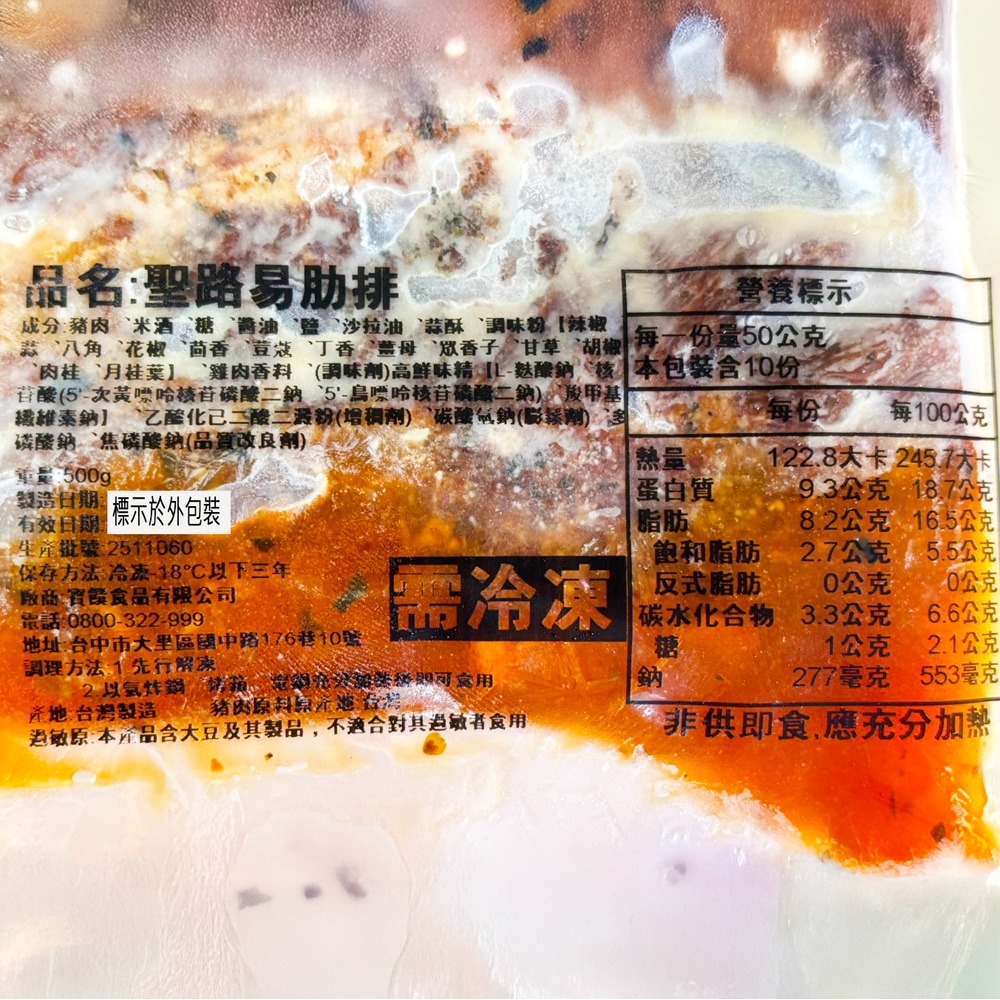 品名:聖路易肋排
成分:豬肉、米酒、糖、醬油、鹽、沙拉油、蒜酥、調味粉【辣椒
蒜、八角、花椒、茴香、荳蔻、丁香、薑母、眾香子、甘草、胡椒
、肉桂、月桂葉】、雞肉香料、(調味劑)高鮮味精【L-麩酸鈉、核
苷酸(5'-次黃嘌呤核苷磷酸二鈉、5'-鳥嘌呤核苷磷酸二鈉)、羧甲基
纖維素鈉】、乙醯化己二酸二澱粉(增稠劑)、碳酸氫鈉(膨鬆劑)、多
磷酸鈉、焦磷酸鈉(品質改良劑)
重量:500g
製造日期:
有效日期:
標示於外包裝
生產批號:2511060
保存方法:冷凍-18°C以下三年
廠商:寶饌食品有限公司
電話:0800-322-999
地址:台中市大里區國中路176巷10號
調理方法:1.先行解凍
2.以氣炸鍋、烤箱、電鍋充分加熱後即可食用
產地:台灣製造 豬肉原料原產地:台灣
過敏原:本產品含大豆及其製品，不適合對其過敏者食用
需冷凍
營養標示
每一份量50公克
本包裝含10份
每份 每100公克
熱量 122.8大卡 245.7大卡
蛋白質 9.3公克 18.7公克
脂肪 8.2公克 16.5公克
飽和脂肪 2.7公克 5.5公克
反式脂肪 0公克 0公克
碳水化合物 3.3公克 6.6公克
糖 1公克 2.1公克
鈉 277毫克 553毫克
非供即食,應充分加熱